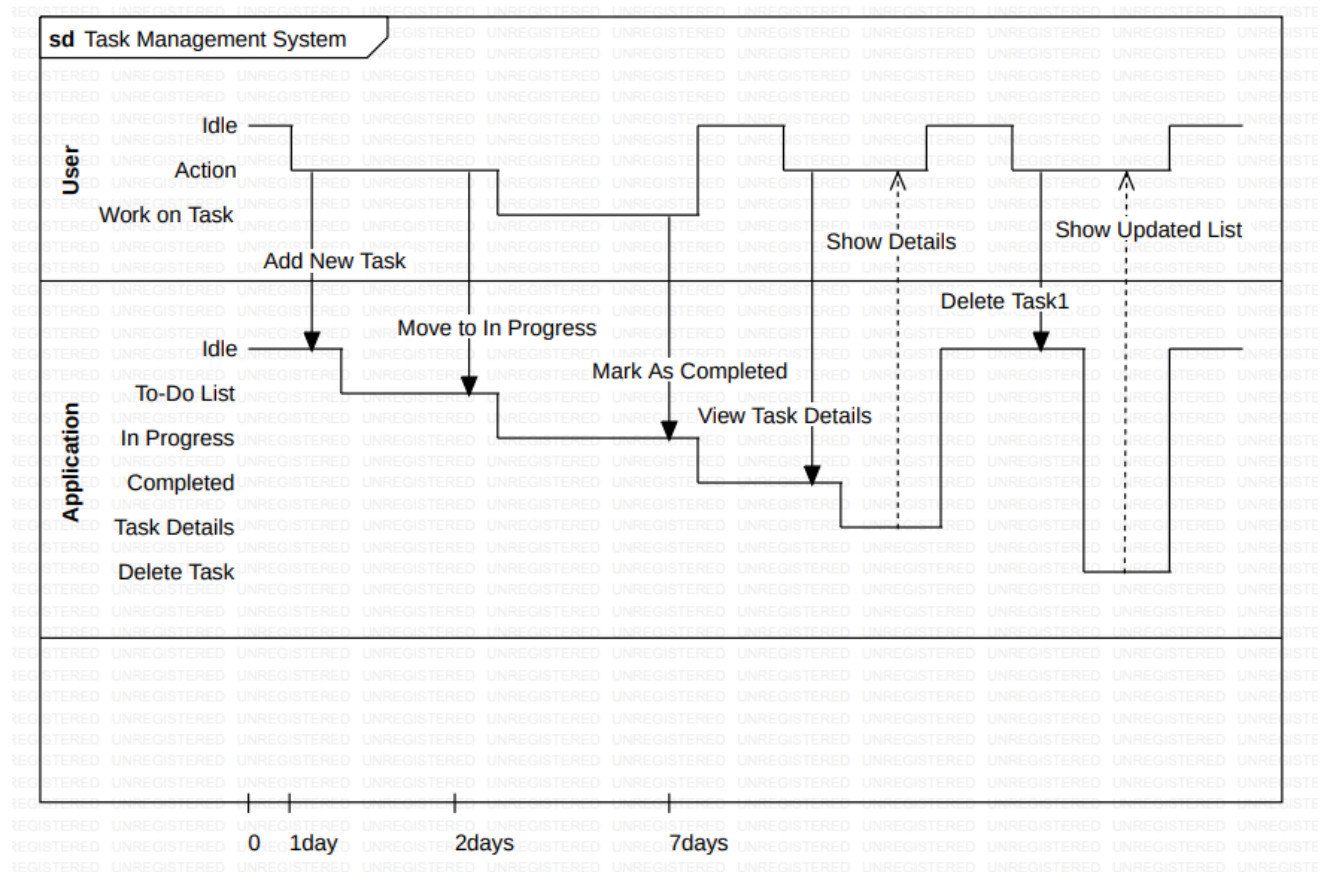 sd Task Management System
User
Idle
Action
Work on Task
Add New Task
Move to In Progress
Mark As Completed
View Task Details
Show Details
Delete Task1
Show Updated List
Application
Idle
To-Do List
In Progress
Completed
Task Details
Delete Task
0 1day 2days 7days
UNREGISTERED